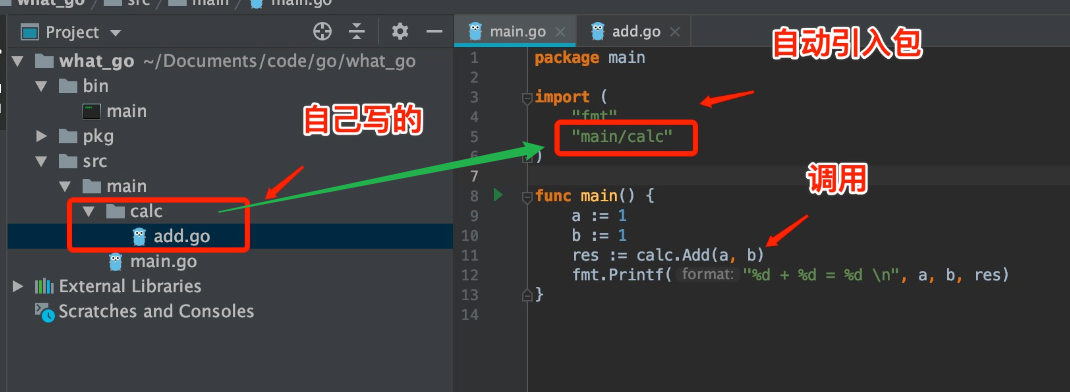 what_go src main main.go
Project
what_go ~/Documents/code/go/what_go
bin
main
pkg
src
main
calc
add.go
main.go
External Libraries
Scratches and Consoles
自己写的
main.go add.go
自动引入包
1 package main
2
3 import (
4 "fmt"
5 "main/calc"
6 )
7
调用
8 func main() {
9 a := 1
10 b := 1
11 res := calc.Add(a, b)
12 fmt.Printf( format: "%d + %d = %d \n", a, b, res)
13 }
14